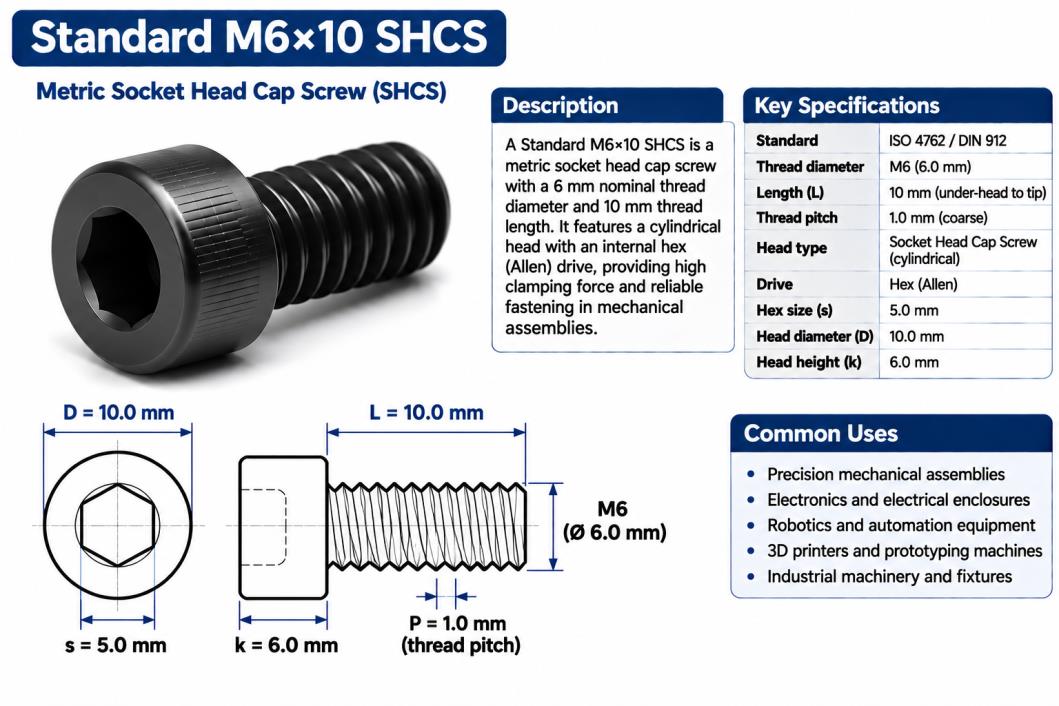 Standard M6×10 SHCS
Metric Socket Head Cap Screw (SHCS)
Description
A Standard M6×10 SHCS is a
metric socket head cap screw
with a 6 mm nominal thread
diameter and 10 mm thread
length. It features a cylindrical
head with an internal hex
(Allen) drive, providing high
clamping force and reliable
fastening in mechanical
assemblies.
Key Specifications
Standard ISO 4762 / DIN 912
Thread diameter M6 (6.0 mm)
Length (L) 10 mm (under-head to tip)
Thread pitch 1.0 mm (coarse)
Head type Socket Head Cap Screw
(cylindrical)
Drive Hex (Allen)
Hex size (s) 5.0 mm
Head diameter (D) 10.0 mm
Head height (k) 6.0 mm
D = 10.0 mm
L = 10.0 mm
M6
(Ø 6.0 mm)
s = 5.0 mm
k = 6.0 mm
P = 1.0 mm
(thread pitch)
Common Uses
• Precision mechanical assemblies
• Electronics and electrical enclosures
• Robotics and automation equipment
• 3D printers and prototyping machines
• Industrial machinery and fixtures